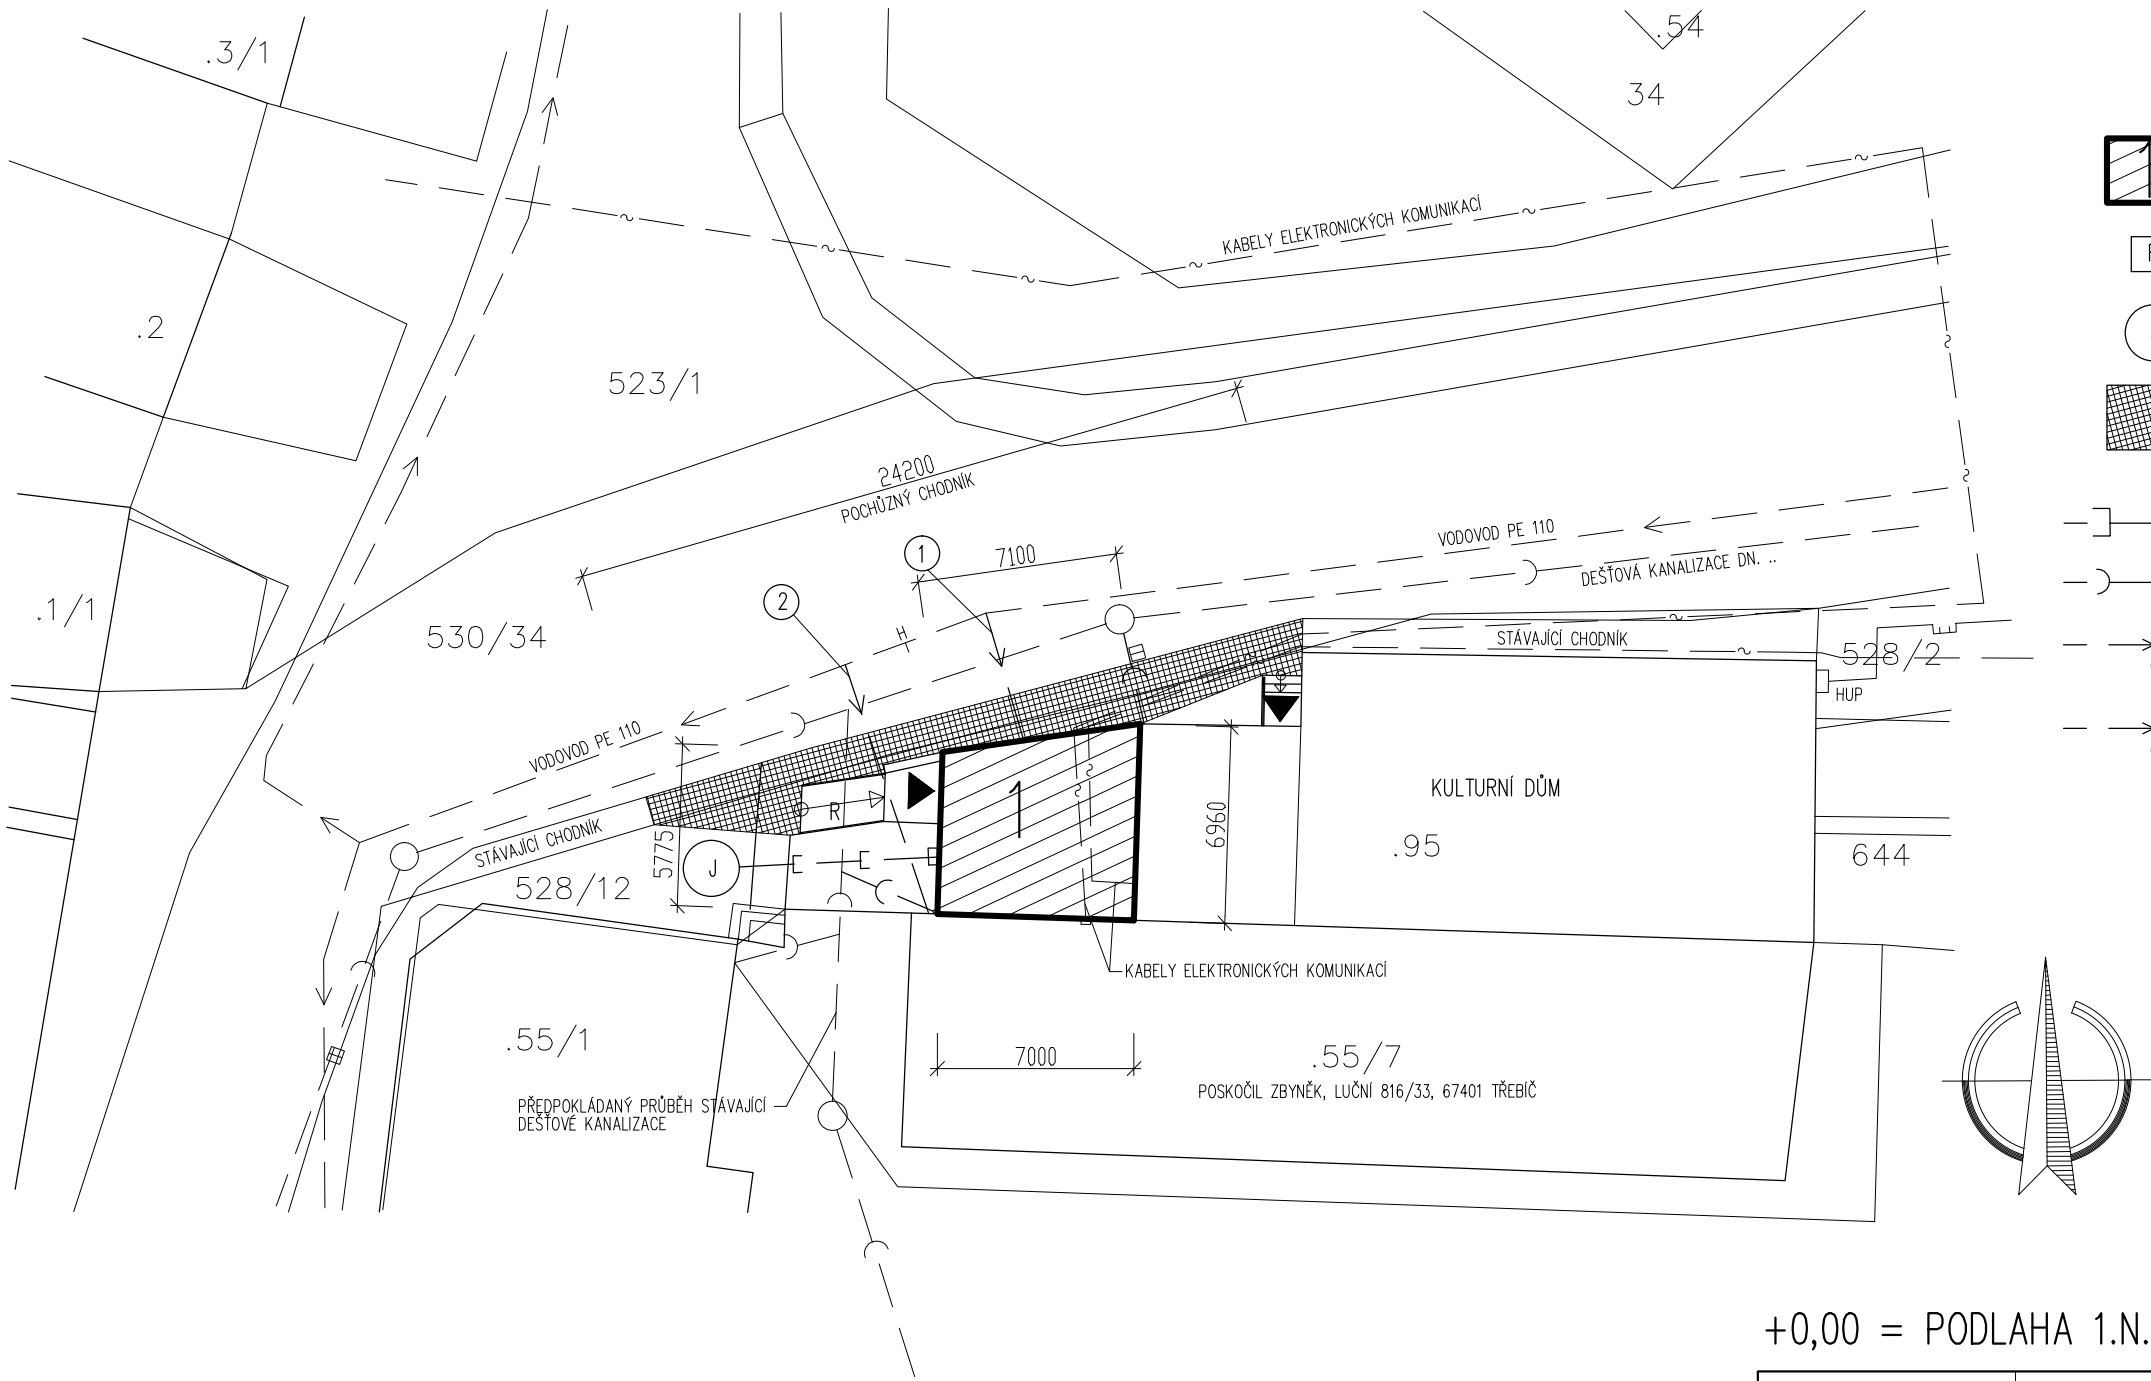 .3/1
.54
34
1
KABELY ELEKTRONICKÝCH KOMUNIKACÍ
.2
523/1
24200
POCHŮZNÝ CHODNÍK
1
7100
VODOVOD PE 110
DEŠŤOVÁ KANALIZACE DN. ..
2
.1/1
530/34
H
STÁVAJÍCÍ CHODNÍK
528/2
HUP
VODOVOD PE 110
KULTURNÍ DŮM
1
R
6960
5775
STÁVAJÍCÍ CHODNÍK
.95
644
J
528/12
KABELY ELEKTRONICKÝCH KOMUNIKACÍ
.55/1
7000
.55/7
POSKOČIL ZBYNĚK, LUČNÍ 816/33, 67401 TŘEBÍČ
PŘEDPOKLÁDANÝ PRŮBĚH STÁVAJÍCÍ
DEŠŤOVÉ KANALIZACE
+0,00 = PODLAHA 1.N.